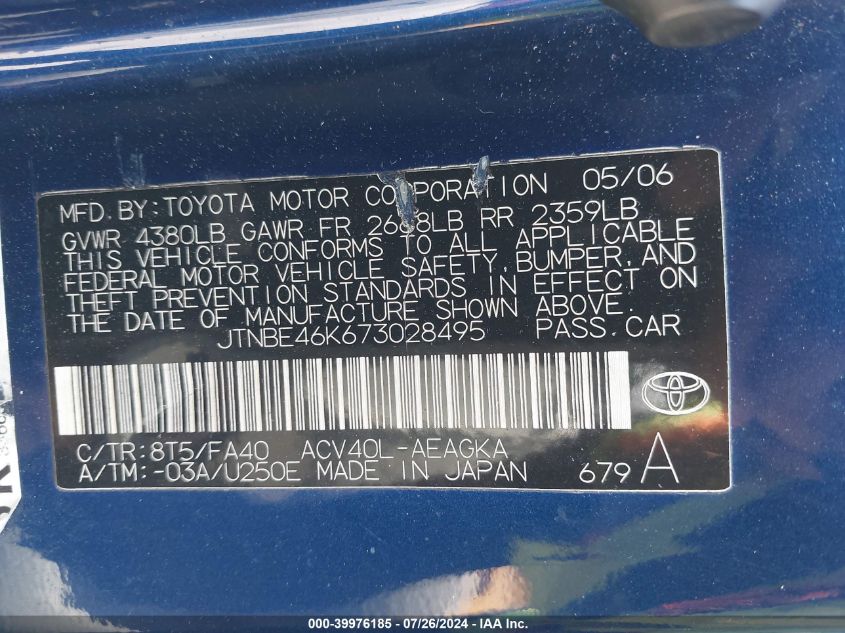 MFD. BY: TOYOTA MOTOR CORPORATION 05/06
GVWR 4380LB GAWR FR 2668LB RR 2359LB
THIS VEHICLE CONFORMS TO ALL APPLICABLE
FEDERAL MOTOR VEHICLE SAFETY, BUMPER, AND
THEFT PREVENTION STANDARDS IN EFFECT ON
THE DATE OF MANUFACTURE SHOWN ABOVE.
JTNBE46K673028495 PASS. CAR
C/TR: 8T5/FA40 ACV40L-AEAGKA
A/TM: -03A/U250E MADE IN JAPAN
679 A
000-39976185 - 07/26/2024 - IAA Inc.